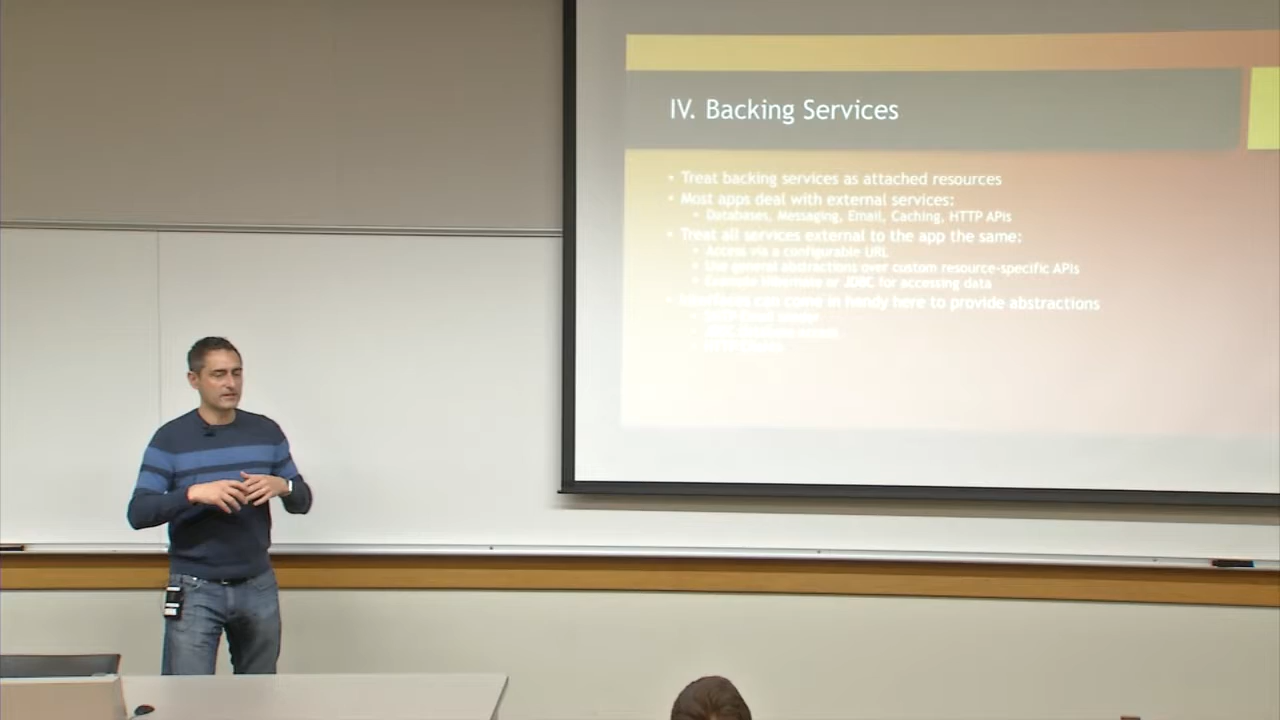 IV. Backing Services
• Treat backing services as attached resources
• Most apps deal with external services:
• Databases, Messaging, Email, Caching, HTTP APIs
• Treat all services external to the app the same:
• Access via a configurable URL
• Use general abstractions over custom resource-specific APIs
• Example Hibernate or JDBC for accessing data
• can come in handy here to provide abstractions